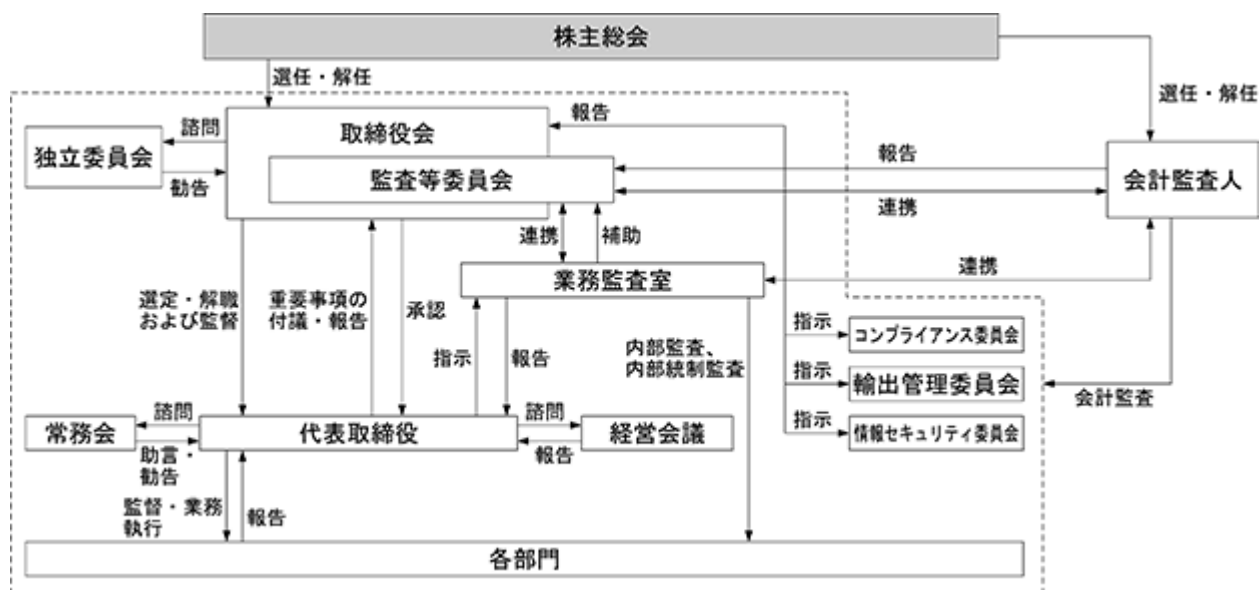 株主総会
選任・解任
選任・解任
報告
諮問
取締役会
独立委員会
勧告
監査等委員会
報告
会計監査人
連携
連携
補助
業務監査室
連携
選定・解職
および監督
重要事項の
付議・報告
承認
指示
報告
内部監査、
内部統制監査
指示
コンプライアンス委員会
指示
輸出管理委員会
会計監査
指示
情報セキュリティ委員会
常務会
諮問
助言・
勧告
代表取締役
諮問
報告
経営会議
監督・業務
執行
報告
各部門